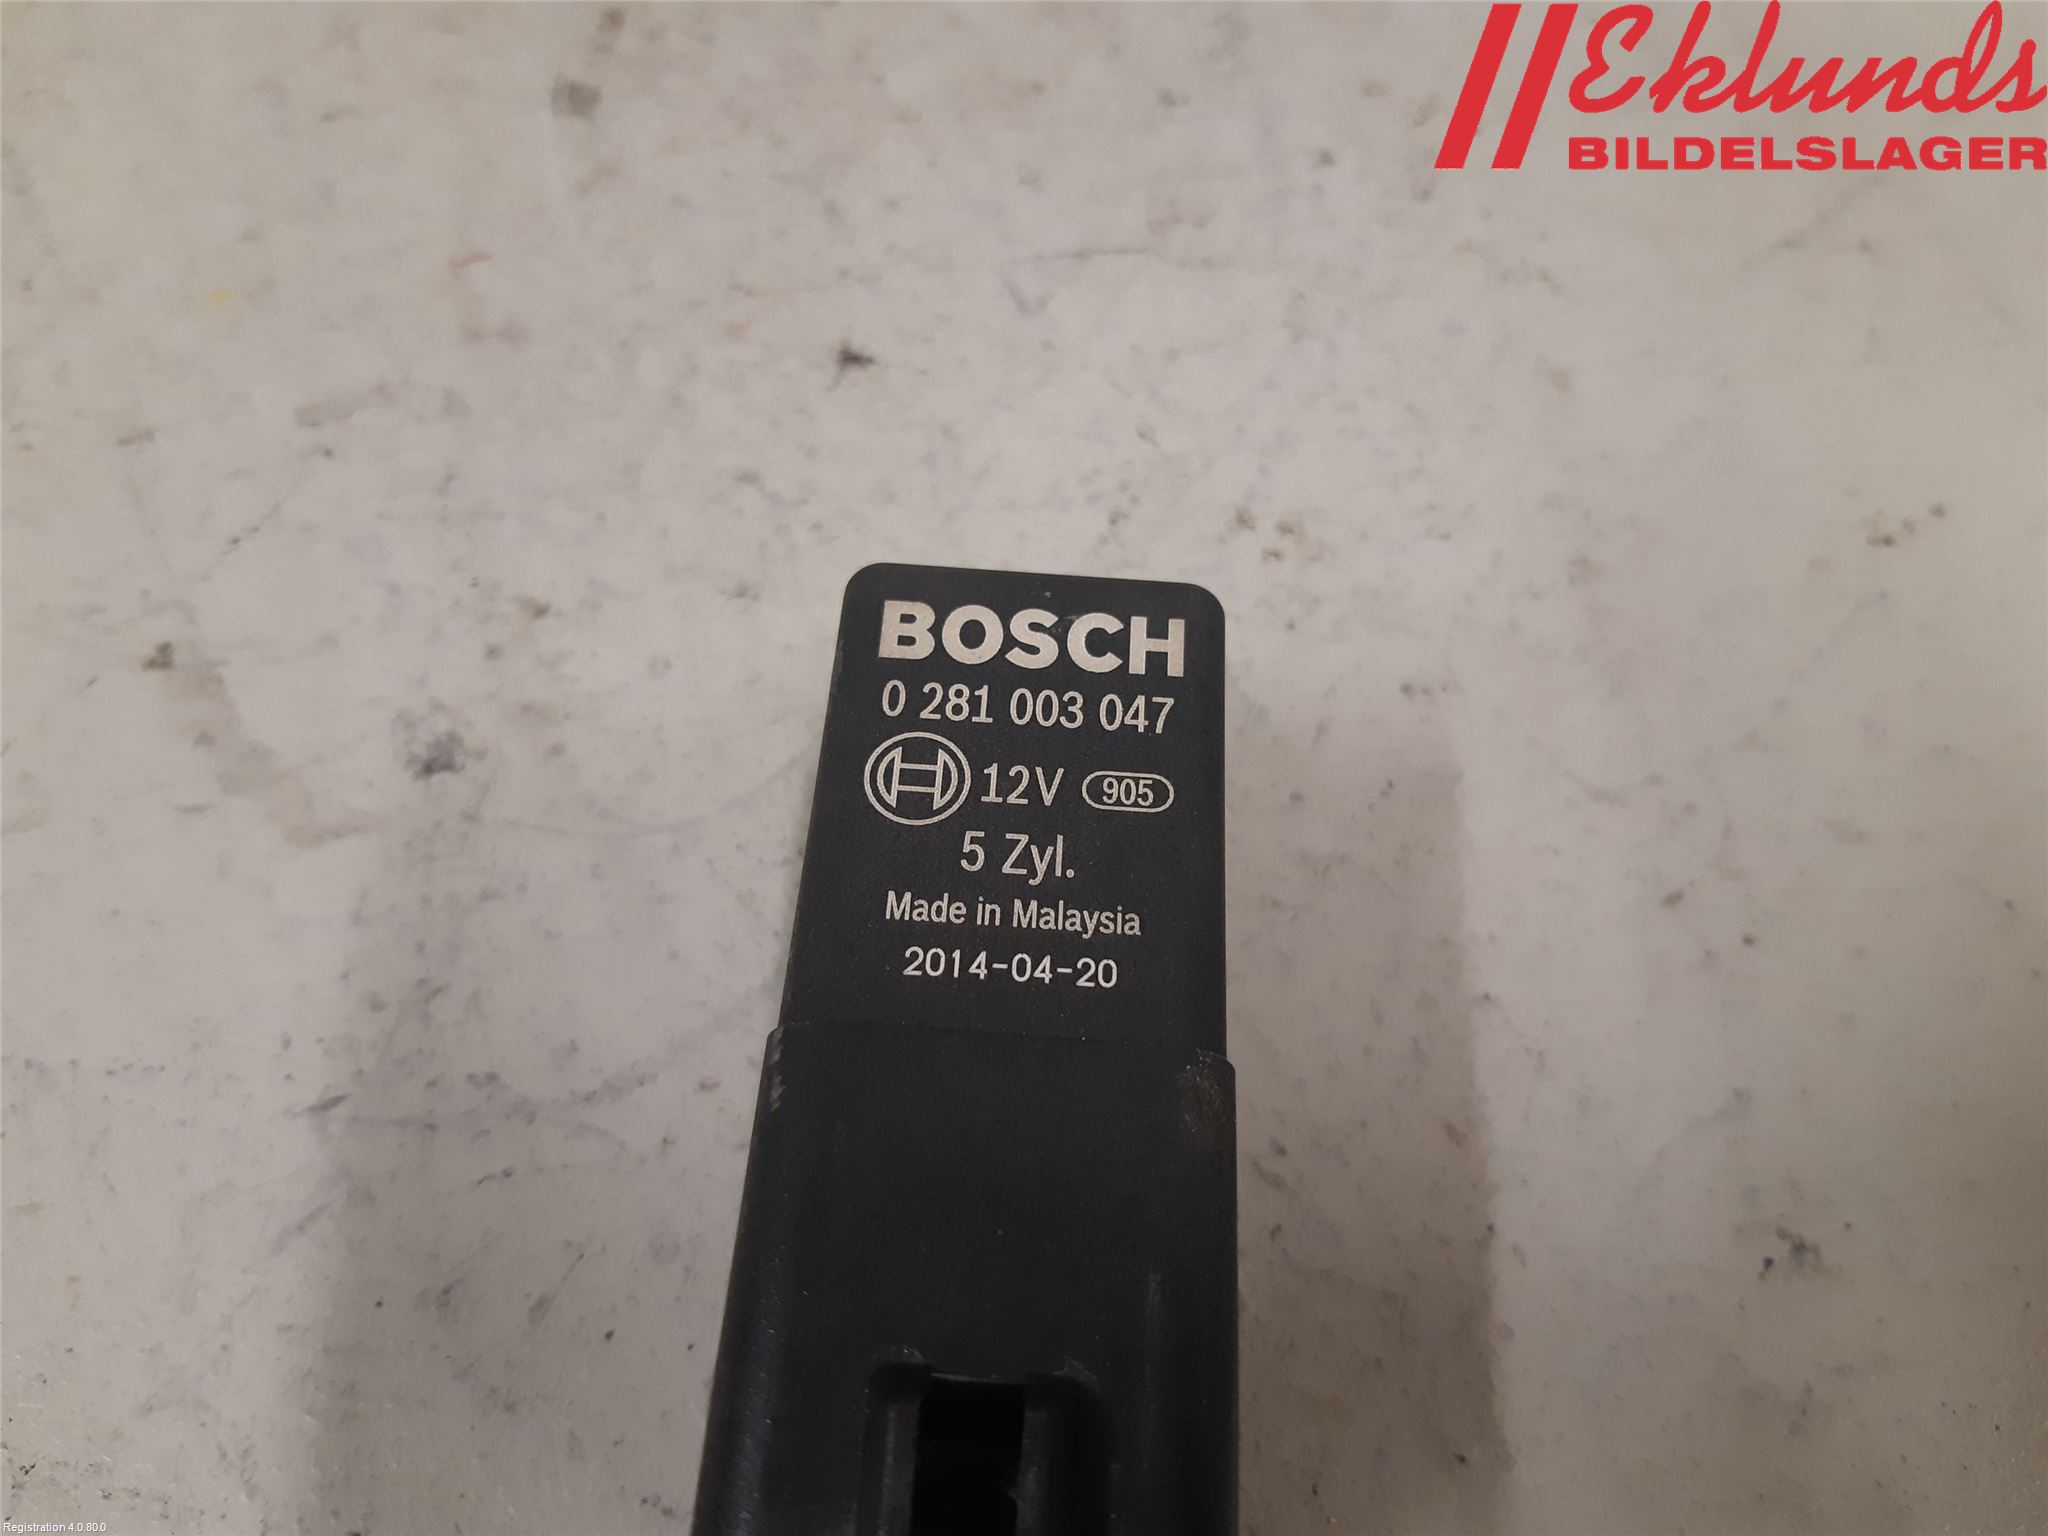 Eklunds
BILDELSLAGER
BOSCH
0 281 003 047
12V 905
5 Zyl.
Made in Malaysia
2014-04-20
Registration 4.0.80.0